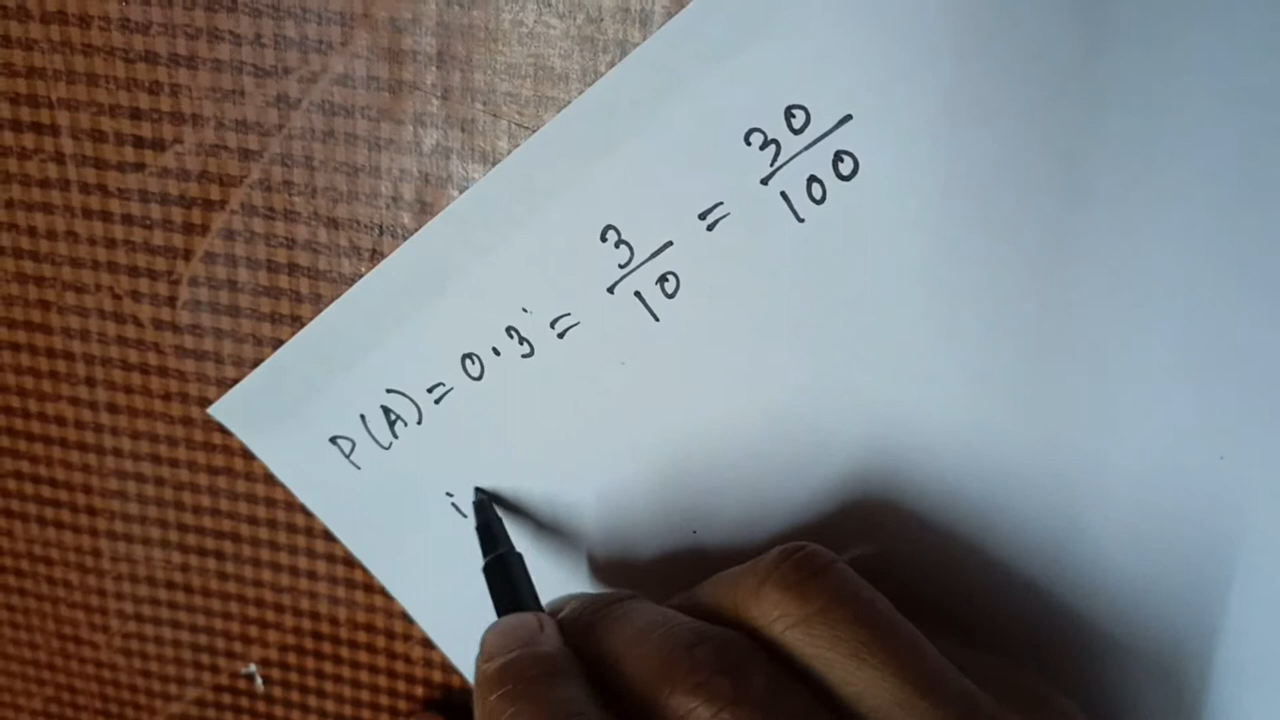 P(A) = 0.3 = 3/10 = 30/100
i